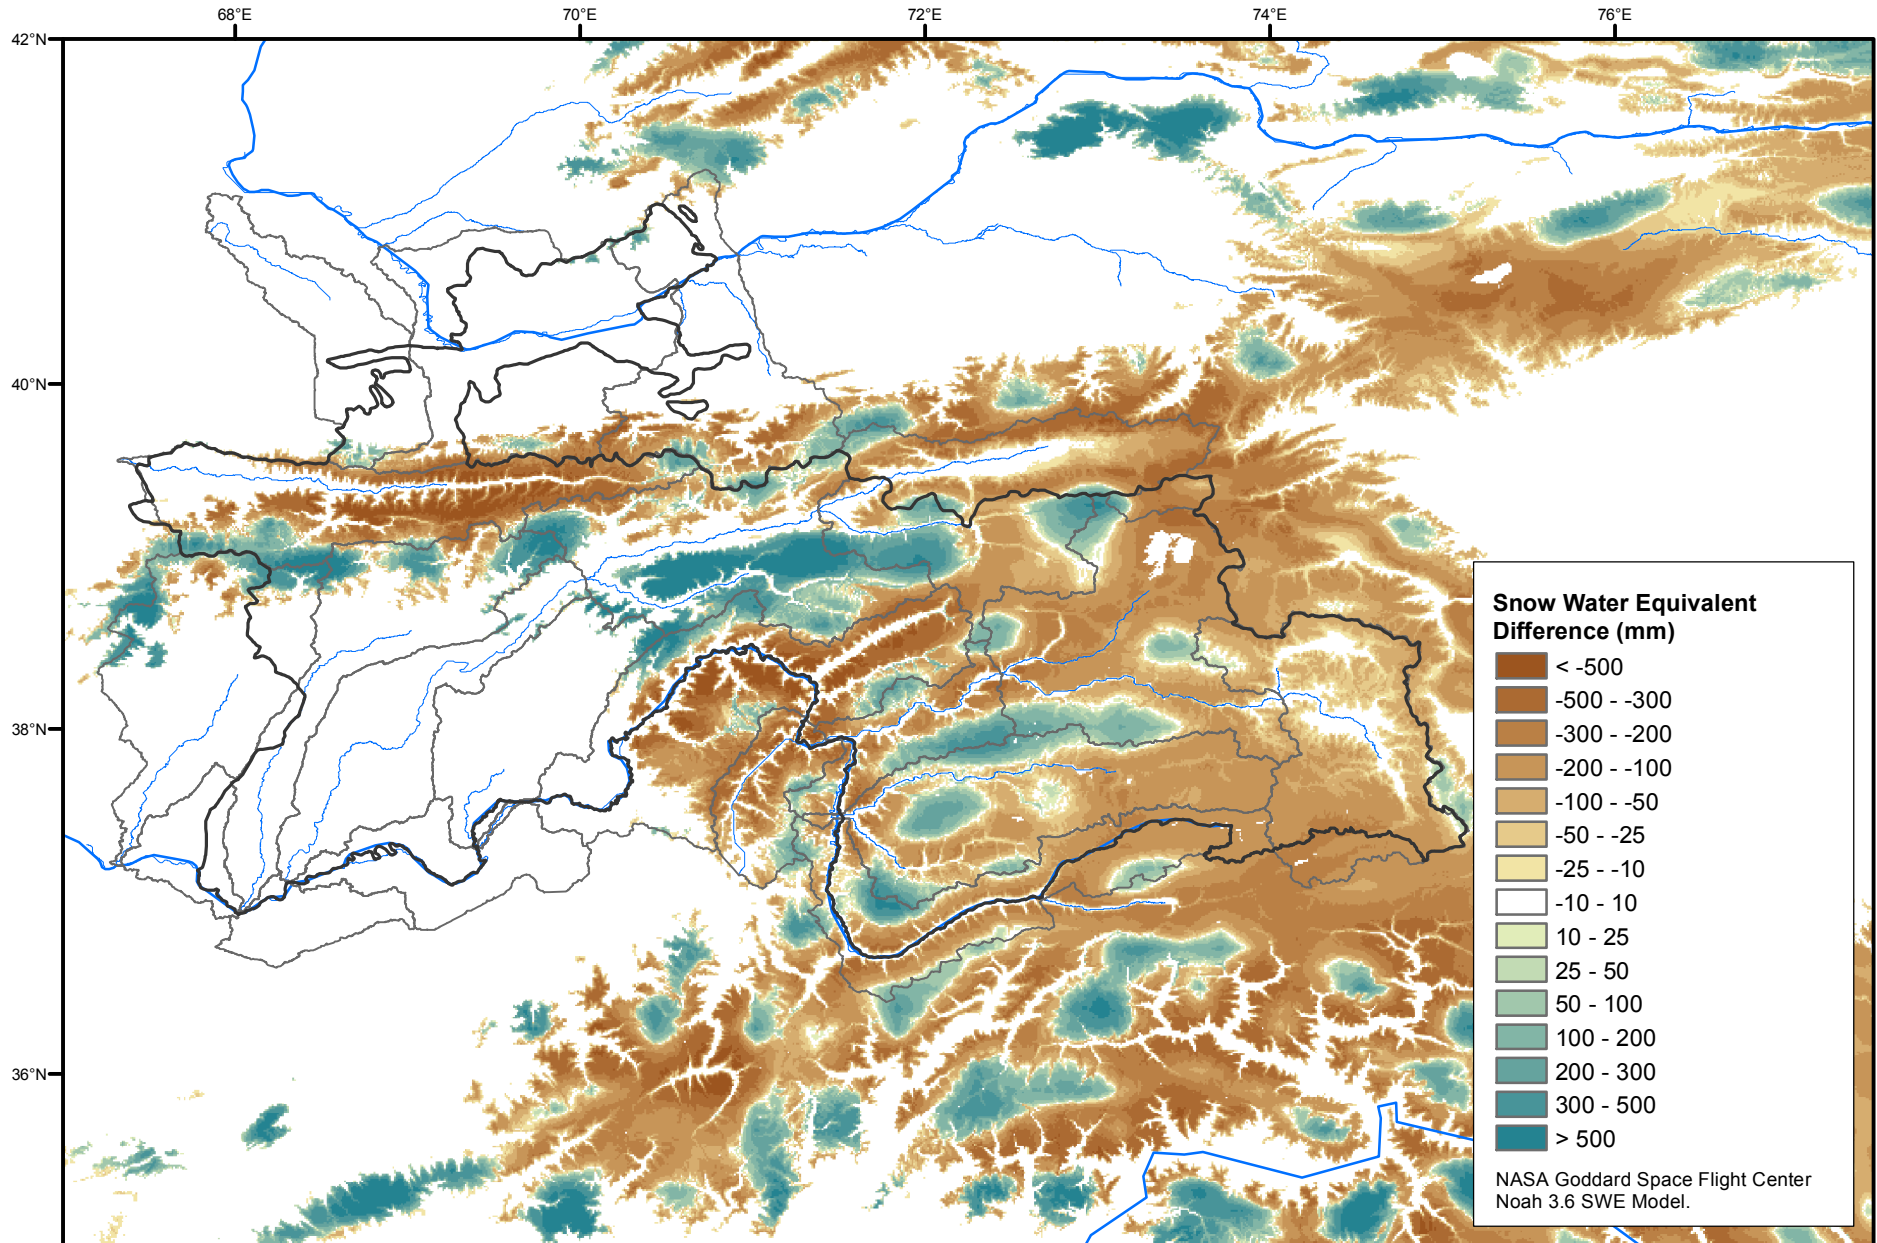 68°E
70°E
72°E
74°E
76°E
42°N
40°N
38°N
36°N
Snow Water Equivalent
Difference (mm)
< -500
-500 - -300
-300 - -200
-200 - -100
-100 - -50
-50 - -25
-25 - -10
-10 - 10
10 - 25
25 - 50
50 - 100
100 - 200
200 - 300
300 - 500
> 500
NASA Goddard Space Flight Center
Noah 3.6 SWE Model.